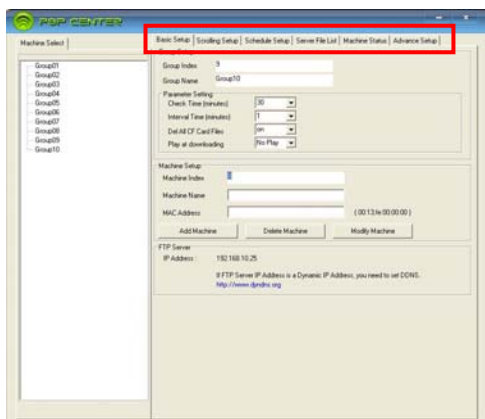 POP CENTER
Machine Select
Group01
Group02
Group03
Group04
Group05
Group06
Group07
Group08
Group09
Group10
Basic Setup | Scrolling Setup | Schedule Setup | Server File List | Machine Status | Advance Setup
Group Setup
Group Index 9
Group Name Group10
Parameter Setting
Check Time (minutes) 30
Interval Time (minutes) 1
Del All CF Card Files on
Play at downloading No Play
Machine Setup
Machine Index 0
Machine Name
MAC Address ( 00:13:fe:00:00:00 )
Add Machine Delete Machine Modify Machine
FTP Server
IP Address : 192.168.10.25
If FTP Server IP Address is a Dynamic IP Address, you need to set DDNS.
http://www.dyndns.org